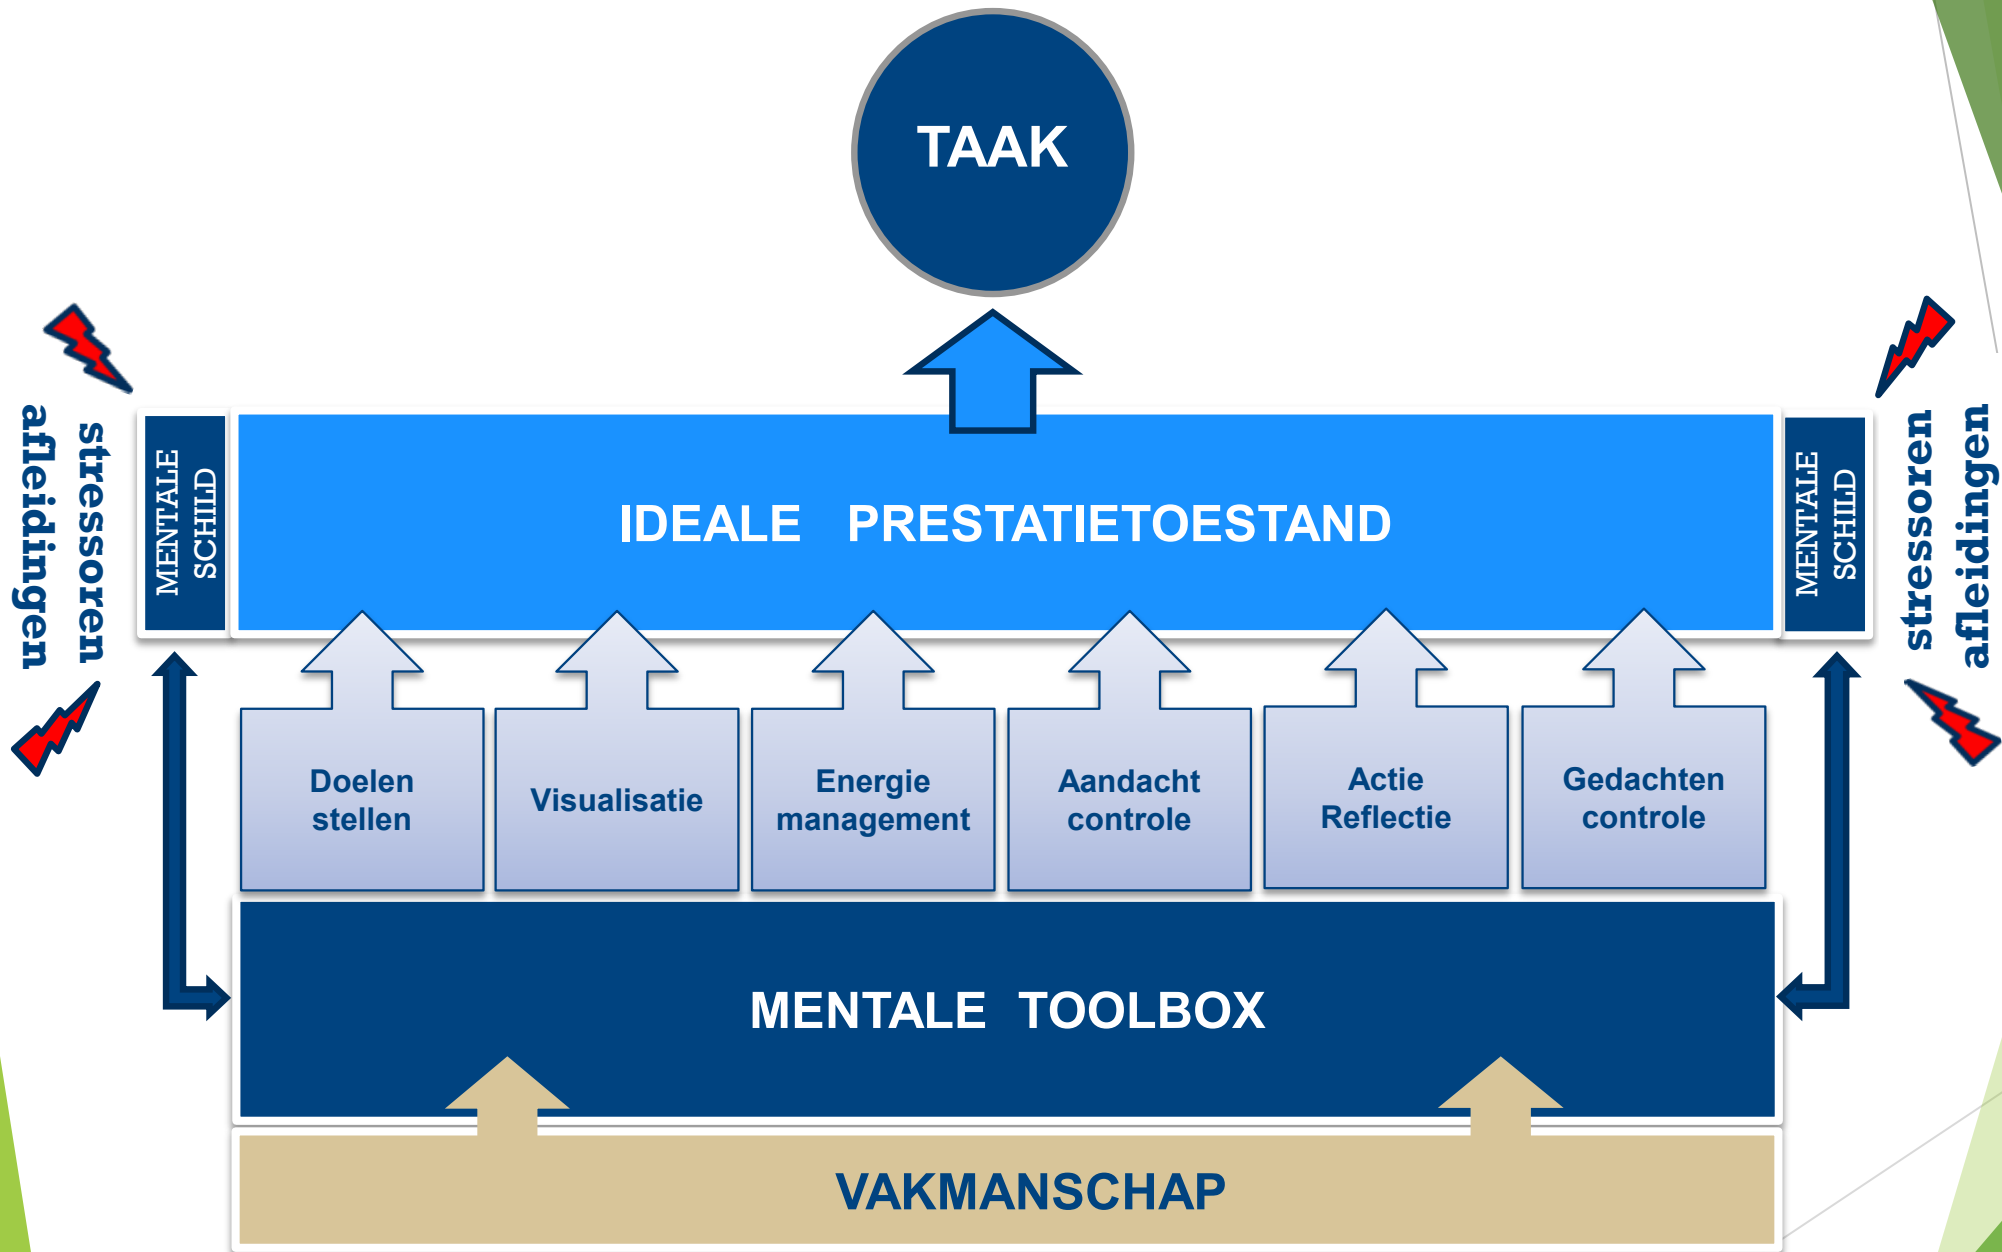 TAAK
afleidingen
stressoren
MENTALE
SCHILD
IDEALE PRESTATIETOESTAND
MENTALE
SCHILD
stressoren
afleidingen
Doelen
stellen
Visualisatie
Energie
management
Aandacht
controle
Actie
Reflectie
Gedachten
controle
MENTALE TOOLBOX
VAKMANSCHAP